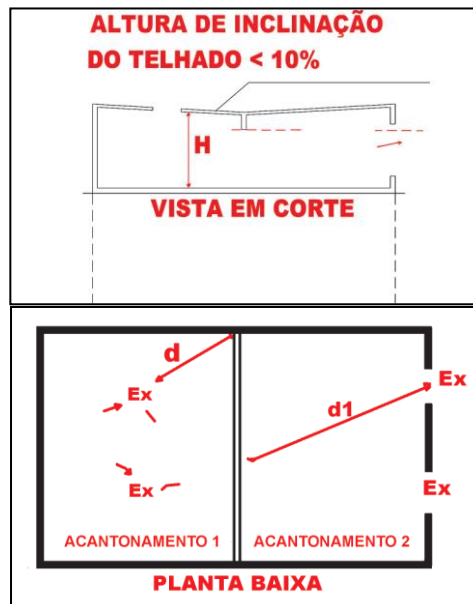 ALTURA DE INCLINAÇÃO
DO TELHADO < 10%
H
VISTA EM CORTE
d
Ex
Ex
d1
Ex
Ex
ACANTONAMENTO 1
ACANTONAMENTO 2
PLANTA BAIXA